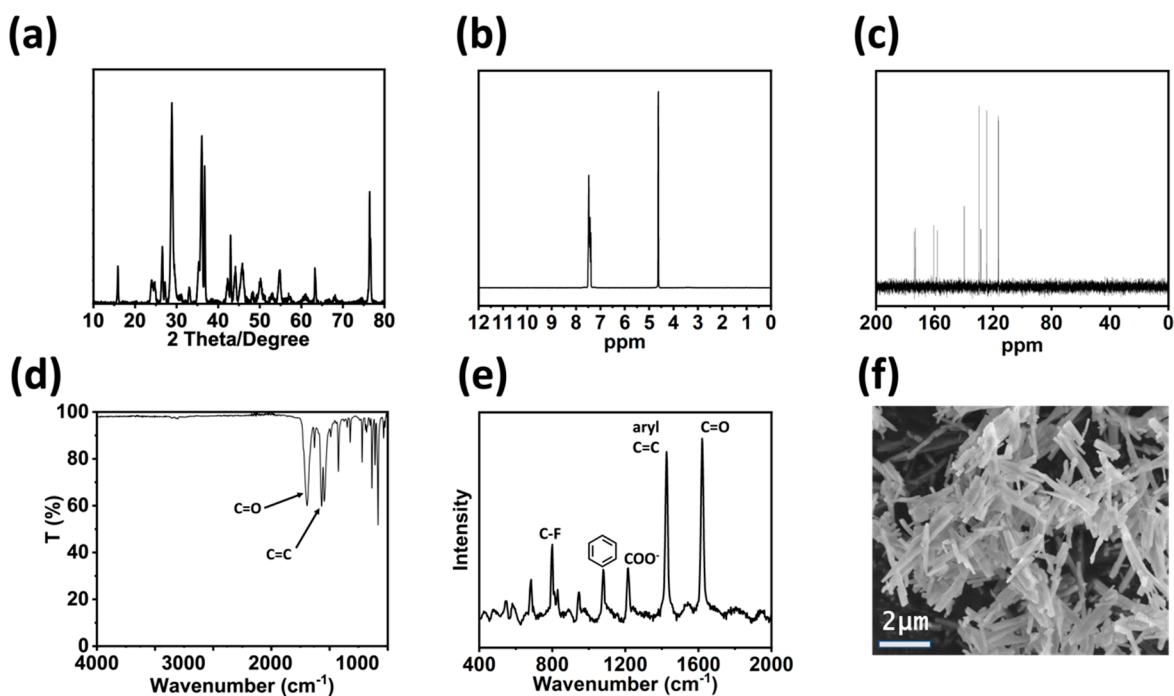 (a)
(b)
(c)
10 20 30 40 50 60 70 80
2 Theta/Degree
12 11 10 9 8 7 6 5 4 3 2 1 0
ppm
200 160 120 80 40 0
ppm
(d)
(e)
(f)
100
80
60
40
20
0
T (%)
C=O
C=C
4000 3000 2000 1000
Wavenumber (cm⁻¹)
Intensity
C-F
COO⁻
aryl
C=C
C=O
400 800 1200 1600 2000
Wavenumber (cm⁻¹)
2μm